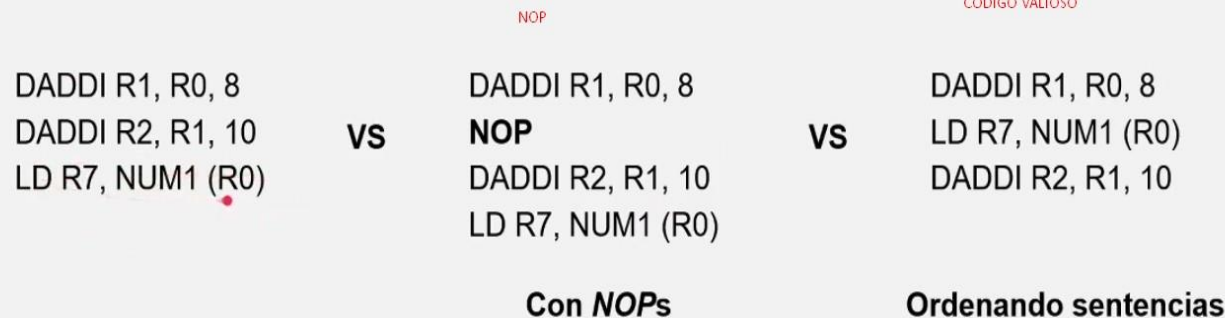 NOP
CÓDIGO VALIOSO
DADDI R1, R0, 8
DADDI R2, R1, 10
LD R7, NUM1 (R0)
VS
DADDI R1, R0, 8
NOP
DADDI R2, R1, 10
LD R7, NUM1 (R0)
Con NOPs
VS
DADDI R1, R0, 8
LD R7, NUM1 (R0)
DADDI R2, R1, 10
Ordenando sentencias